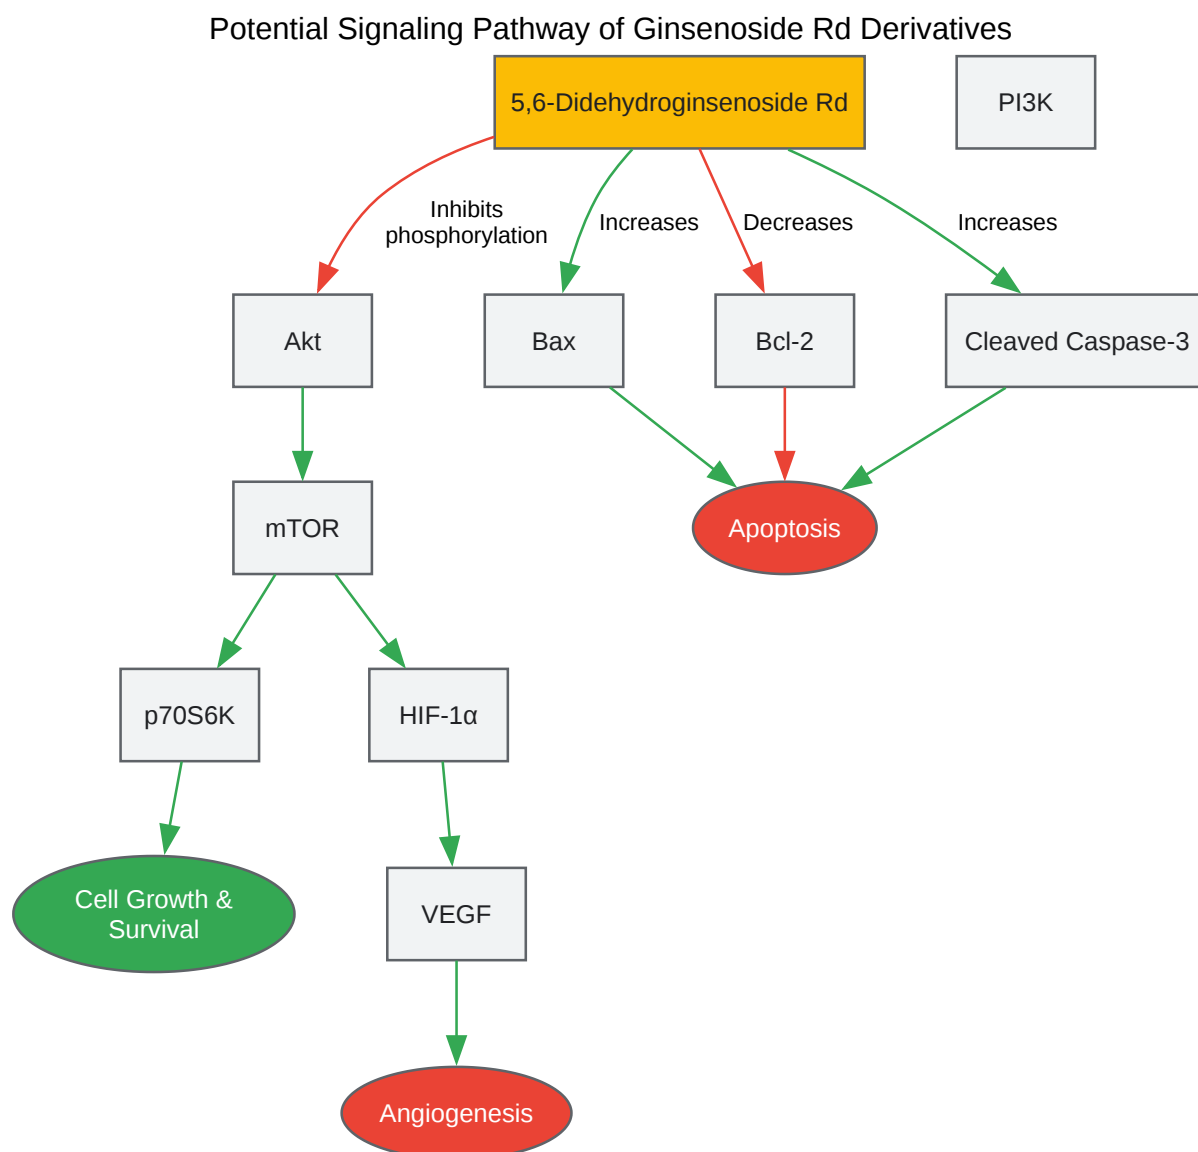 Potential Signaling Pathway of Ginsenoside Rd Derivatives
5,6-Didehydroginsenoside Rd
PI3K
Inhibits
phosphorylation
Increases
Decreases
Increases
Akt
Bax
Bcl-2
Cleaved Caspase-3
mTOR
Apoptosis
p70S6K
HIF-1α
Cell Growth &
Survival
VEGF
Angiogenesis